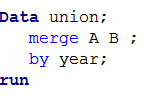 Data union;
merge A B ;
by year;
run